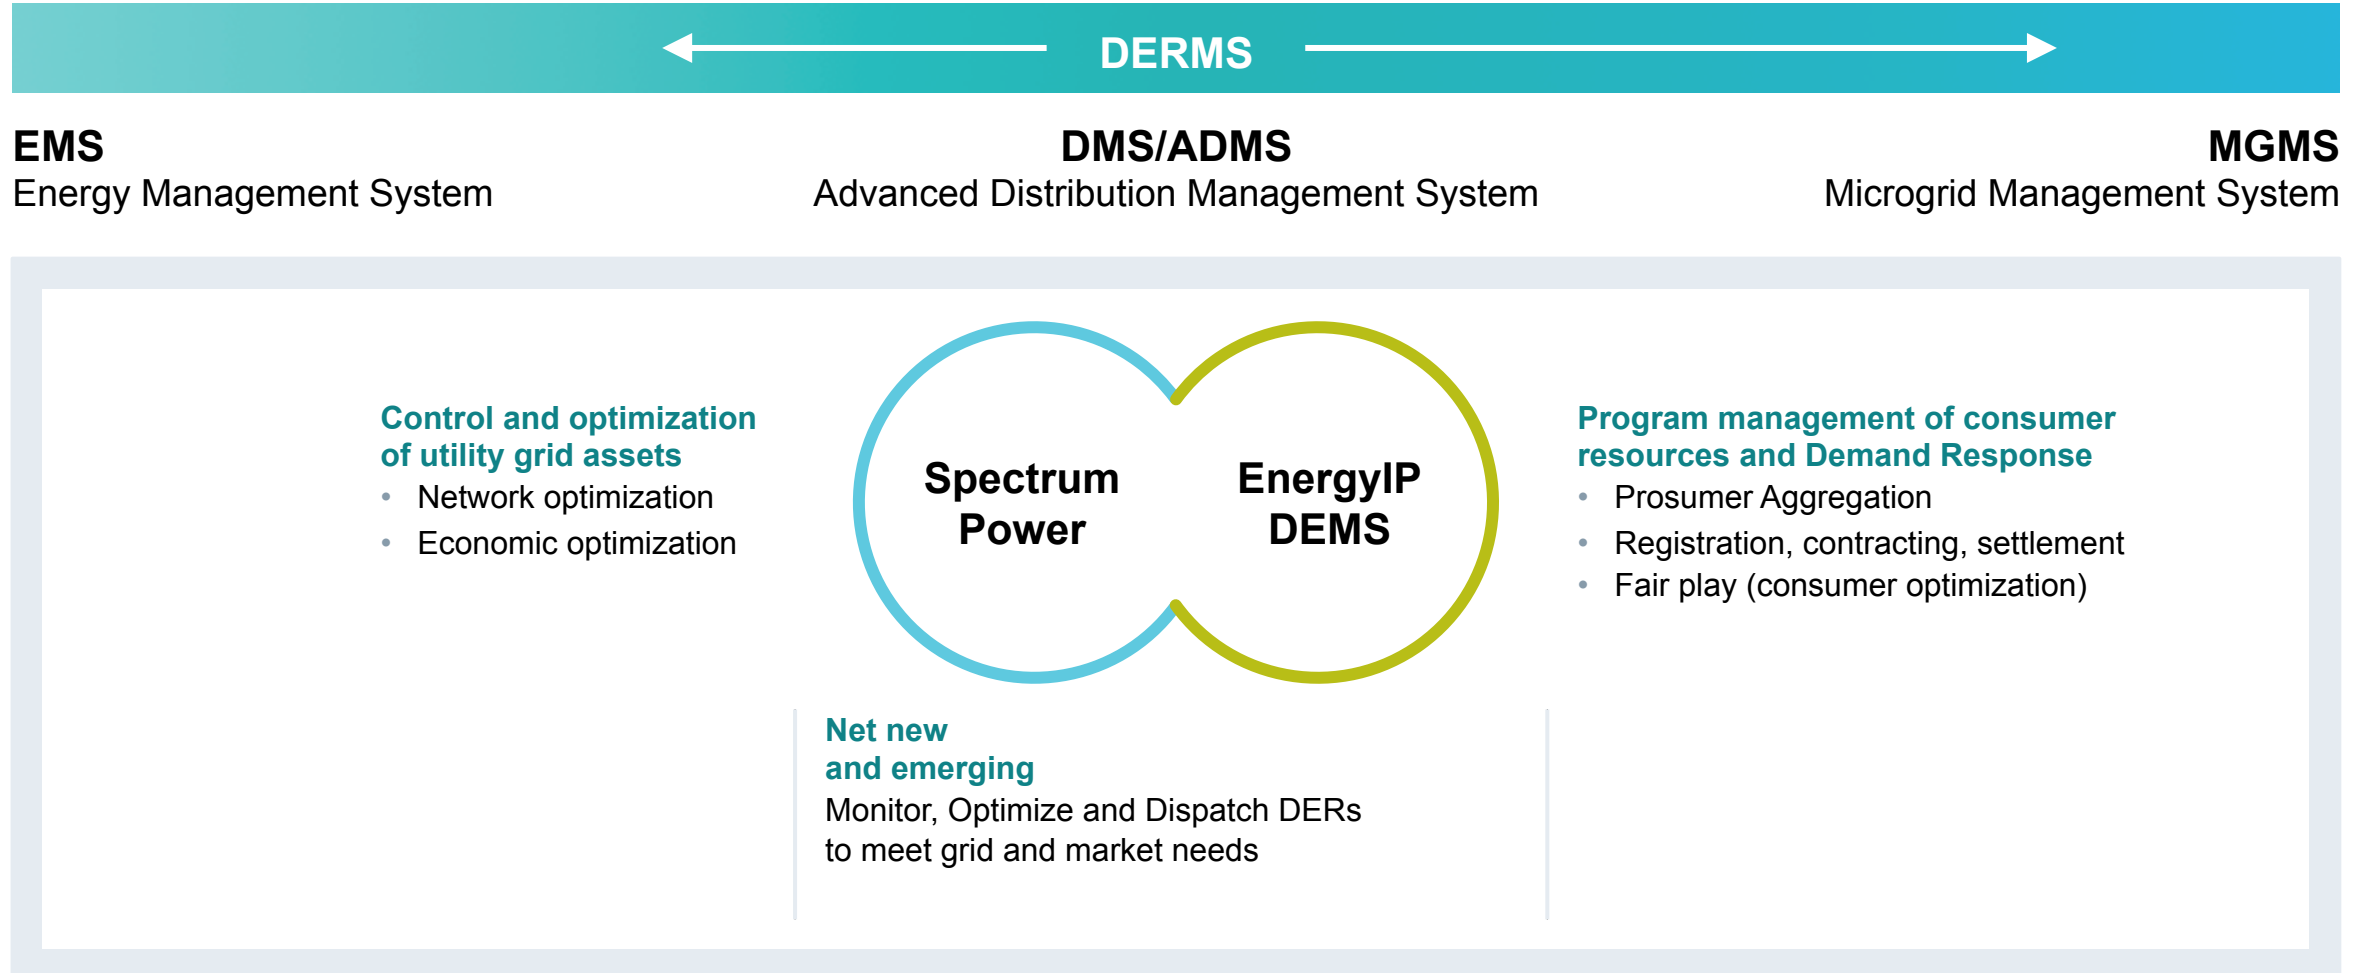 DERMS
EMS
Energy Management System
DMS/ADMS
Advanced Distribution Management System
MGMS
Microgrid Management System
Control and optimization
of utility grid assets
• Network optimization
• Economic optimization
Spectrum
Power
EnergyIP
DEMS
Program management of consumer
resources and Demand Response
• Prosumer Aggregation
• Registration, contracting, settlement
• Fair play (consumer optimization)
Net new
and emerging
Monitor, Optimize and Dispatch DERs
to meet grid and market needs